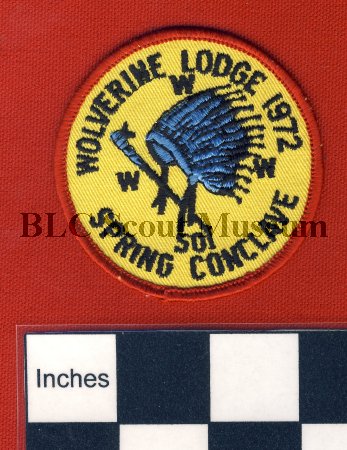 WOLVERINE LODGE 1972
W
W W
BLC Scout Museum
501
SPRING CONCLAVE
Inches